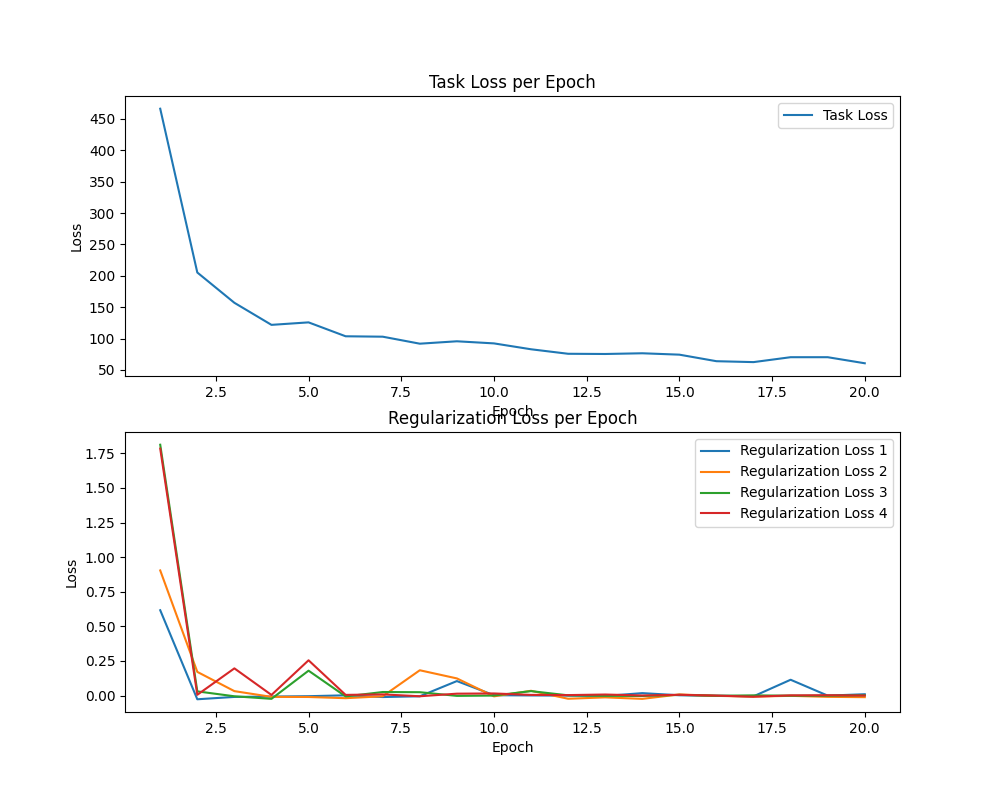 Task Loss per Epoch
Task Loss
450
400
350
300
250
200
150
100
50
Loss
2.5 5.0 7.5 10.0 12.5 15.0 17.5 20.0
Epoch
Regularization Loss per Epoch
Regularization Loss 1
Regularization Loss 2
Regularization Loss 3
Regularization Loss 4
1.75
1.50
1.25
1.00
0.75
0.50
0.25
0.00
Loss
2.5 5.0 7.5 10.0 12.5 15.0 17.5 20.0
Epoch